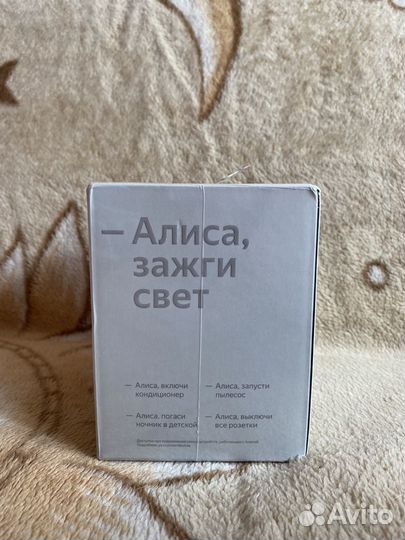 — Алиса,
зажги
свет
— Алиса, включи
кондиционер
— Алиса, запусти
пылесос
— Алиса, погаси
ночник в детской
— Алиса, выключи
все розетки
Avito